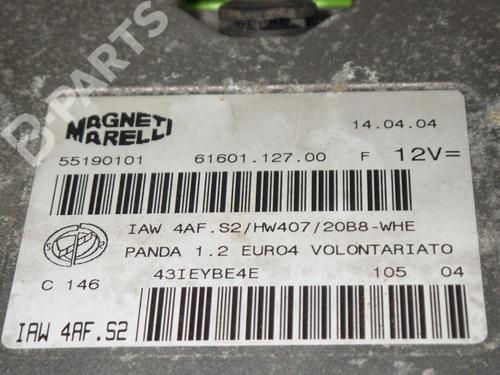 B-PARTS
MAGNETI
MARELLI
14.04.04
55190101 61601.127.00 F 12V=
IAW 4AF.S2/HW407/20B8-WHE
PANDA 1.2 EURO4 VOLONTARIATO
C 146 43IEYBE4E 105 04
IAW 4AF.S2